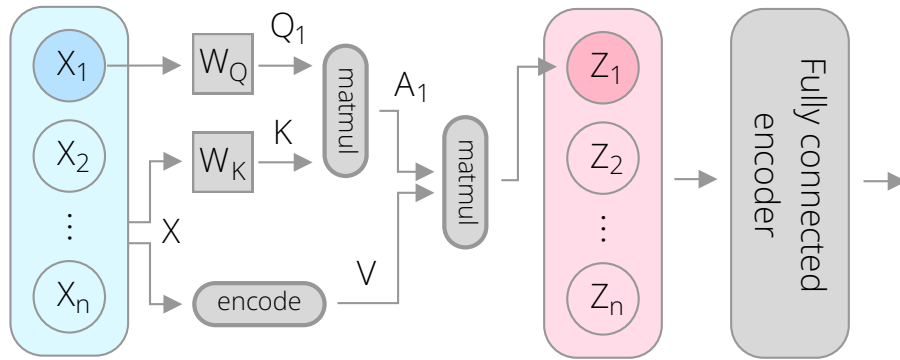 X1
X2
⋮
Xn
X
WQ
Q1
WK
K
encode
V
matmul
A1
matmul
Z1
Z2
⋮
Zn
Fully connected
encoder